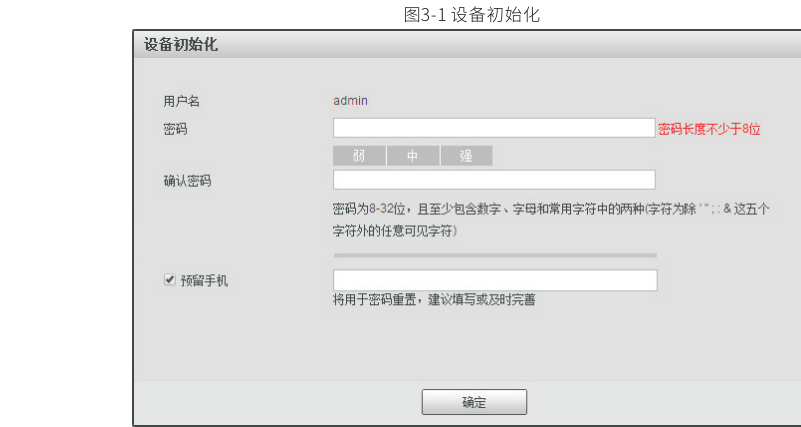 图3-1 设备初始化
设备初始化
用户名 admin
密码 密码长度不少于8位
弱 中 强
确认密码
密码为8-32位，且至少包含数字、字母和常用字符中的两种(字符为除 ' " ; : & 这五个
字符外的任意可见字符)
预留手机
将用于密码重置，建议填写或及时完善
确定